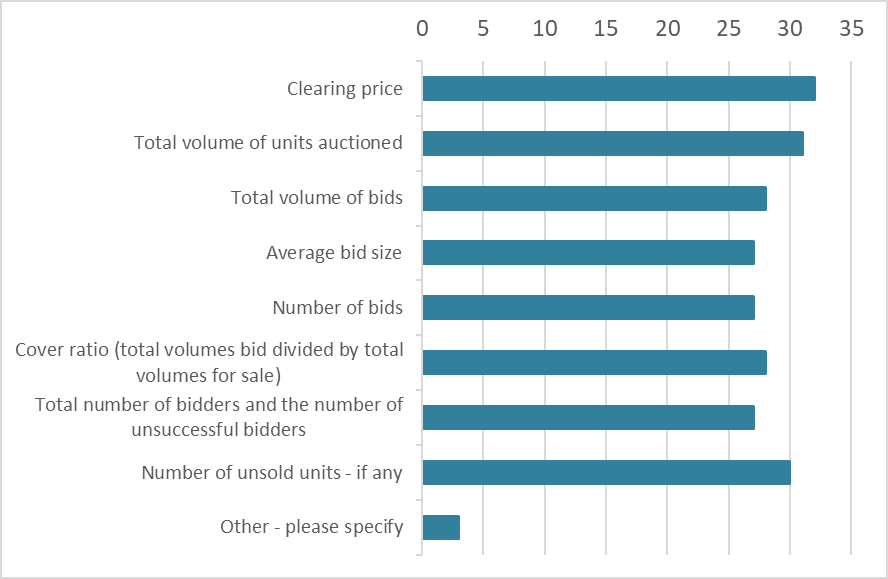 0 5 10 15 20 25 30 35
Clearing price
Total volume of units auctioned
Total volume of bids
Average bid size
Number of bids
Cover ratio (total volumes bid divided by total
volumes for sale)
Total number of bidders and the number of
unsuccessful bidders
Number of unsold units - if any
Other - please specify